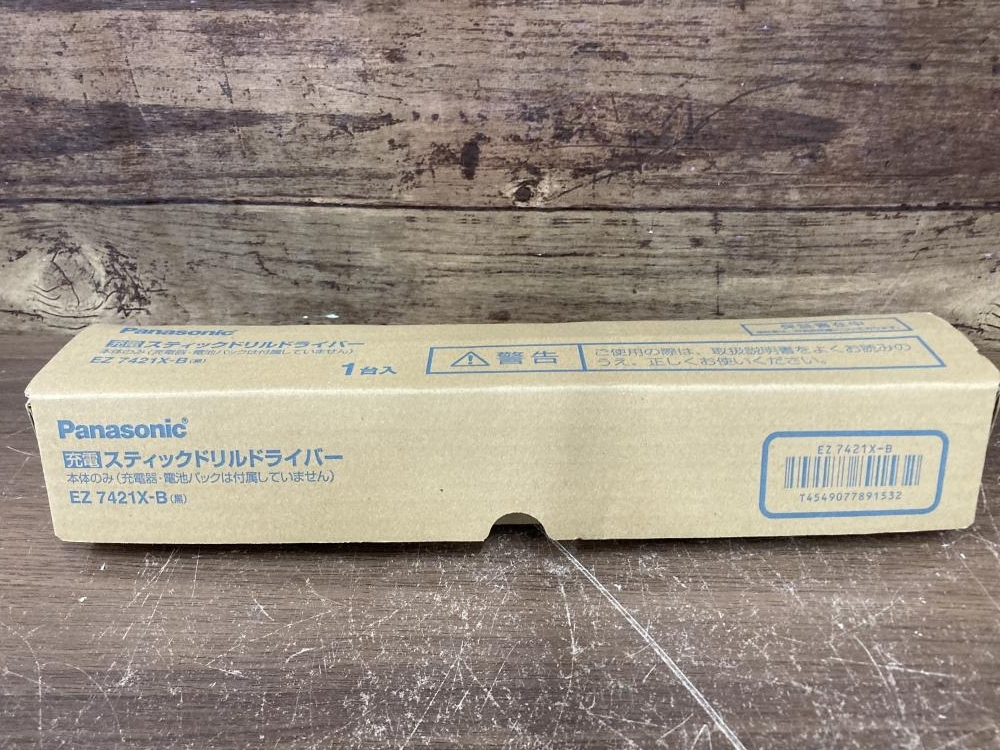 Panasonic
充電 スティックドリルドライバー
本体のみ(充電器・電池パックは付属していません)
EZ 7421X-B(黒)
1台入
警告
ご使用の際は、取扱説明書をよくお読みの
うえ、正しくお使いください。
保証書在中
Panasonic®
充電 スティックドリルドライバー
本体のみ(充電器・電池パックは付属していません)
EZ 7421X-B(黒)
EZ 7421X-B
T4549077891532